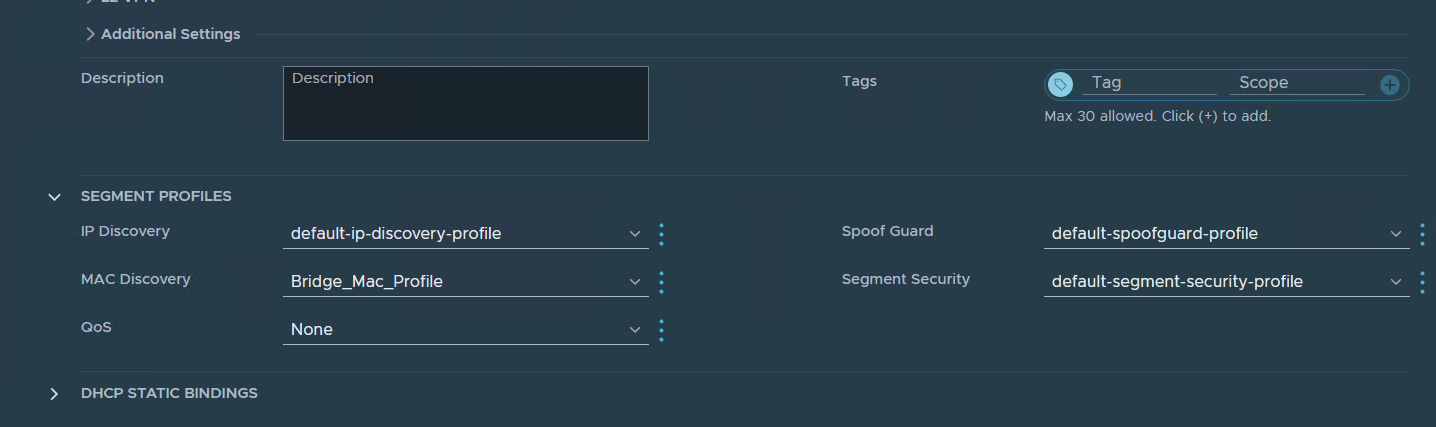 L2 VPN
Additional Settings
Description
Description
Tags
Tag
Scope
Max 30 allowed. Click (+) to add.
SEGMENT PROFILES
IP Discovery
default-ip-discovery-profile
Spoof Guard
default-spoofguard-profile
MAC Discovery
Bridge_Mac_Profile
Segment Security
default-segment-security-profile
QoS
None
DHCP STATIC BINDINGS